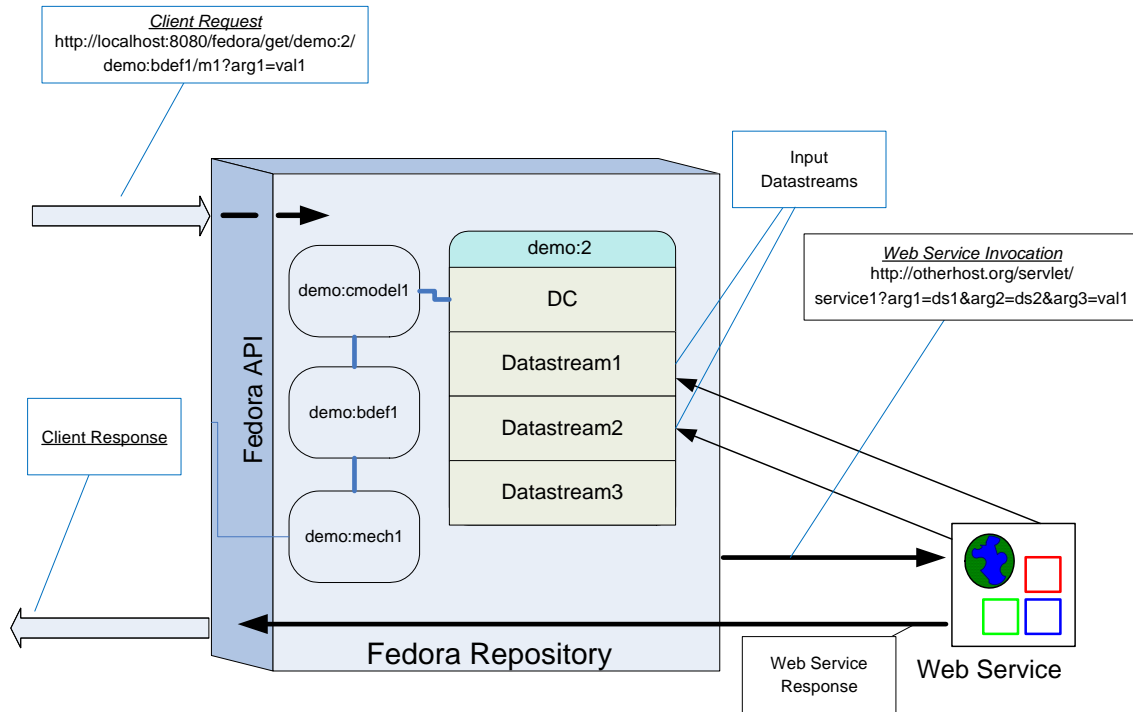 Client Request
http://localhost:8080/fedora/get/demo:2/
demo:bdef1/m1?arg1=val1
Input
Datastreams
Web Service Invocation
http://otherhost.org/servlet/
service1?arg1=ds1&arg2=ds2&arg3=val1
Fedora API
demo:cmodel1
demo:bdef1
demo:mech1
demo:2
DC
Datastream1
Datastream2
Datastream3
Client Response
Fedora Repository
Web Service
Response
Web Service